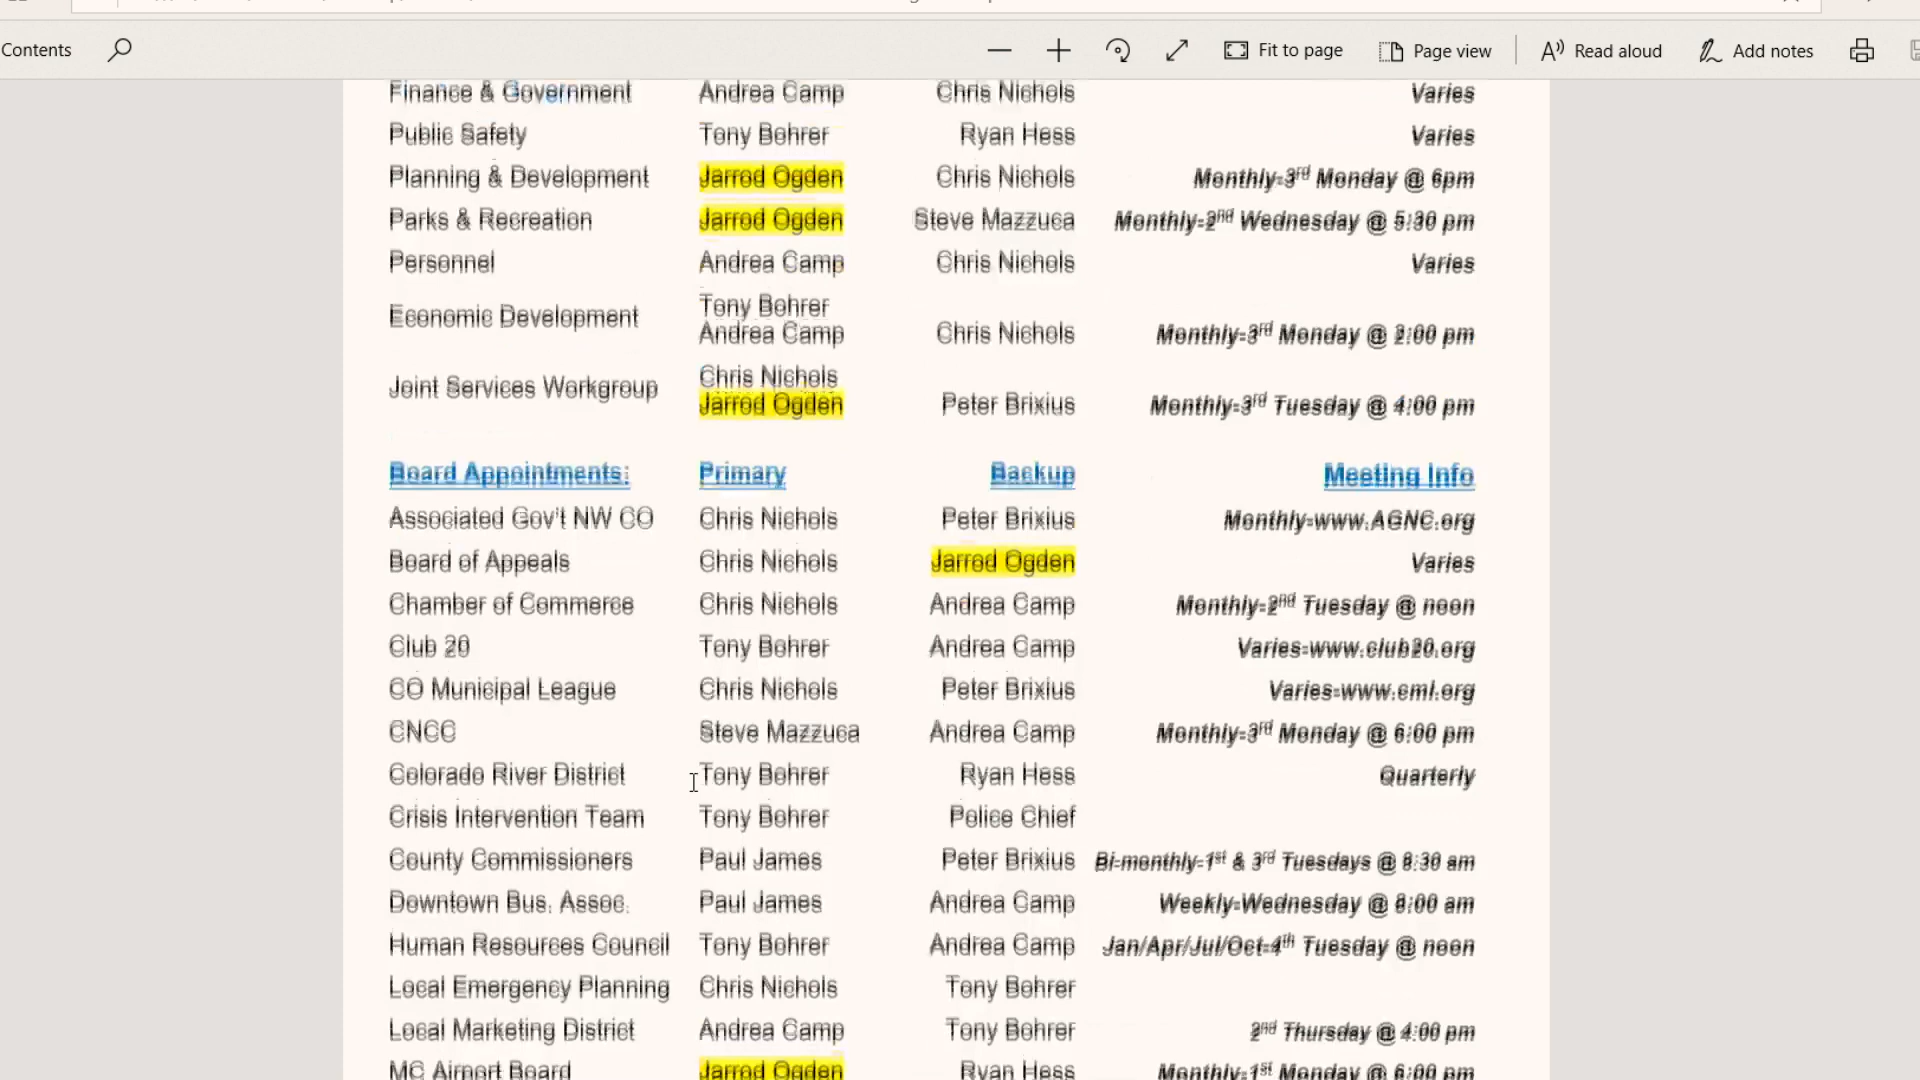 Contents Fit to page Page view Read aloud Add notes
Finance & Government Andrea Camp Chris Nichols Varies
Public Safety Tony Bohrer Ryan Hess Varies
Planning & Development Jarrod Ogden Chris Nichols Monthly-3rd Monday @ 6pm
Parks & Recreation Jarrod Ogden Steve Mazzuca Monthly-2nd Wednesday @ 5:30 pm
Personnel Andrea Camp Chris Nichols Varies
Tony Bohrer
Economic Development
Andrea Camp Chris Nichols Monthly-3rd Monday @ 2:00 pm
Chris Nichols
Joint Services Workgroup
Jarrod Ogden Peter Brixius Monthly-3rd Tuesday @ 4:00 pm
Board Appointments: Primary Backup Meeting Info
Associated Gov't NW CO Chris Nichols Peter Brixius Monthly-www.AGNC.org
Board of Appeals Chris Nichols Jarrod Ogden Varies
Chamber of Commerce Chris Nichols Andrea Camp Monthly-2nd Tuesday @ noon
Club 20 Tony Bohrer Andrea Camp Varies-www.club20.org
CO Municipal League Chris Nichols Peter Brixius Varies-www.cml.org
CNCC Steve Mazzuca Andrea Camp Monthly-3rd Monday @ 6:00 pm
Colorado River District Tony Bohrer Ryan Hess Quarterly
Crisis Intervention Team Tony Bohrer Police Chief
County Commissioners Paul James Peter Brixius Bi-monthly-1st & 3rd Tuesdays @ 8:30 am
Downtown Bus. Assoc. Paul James Andrea Camp Weekly-Wednesday @ 8:00 am
Human Resources Council Tony Bohrer Andrea Camp Jan/Apr/Jul/Oct-4th Tuesday @ noon
Local Emergency Planning Chris Nichols Tony Bohrer
Local Marketing District Andrea Camp Tony Bohrer 2nd Thursday @ 4:00 pm
MC Airport Board Jarrod Ogden Ryan Hess Monthly-1st Monday @ 6:00 pm